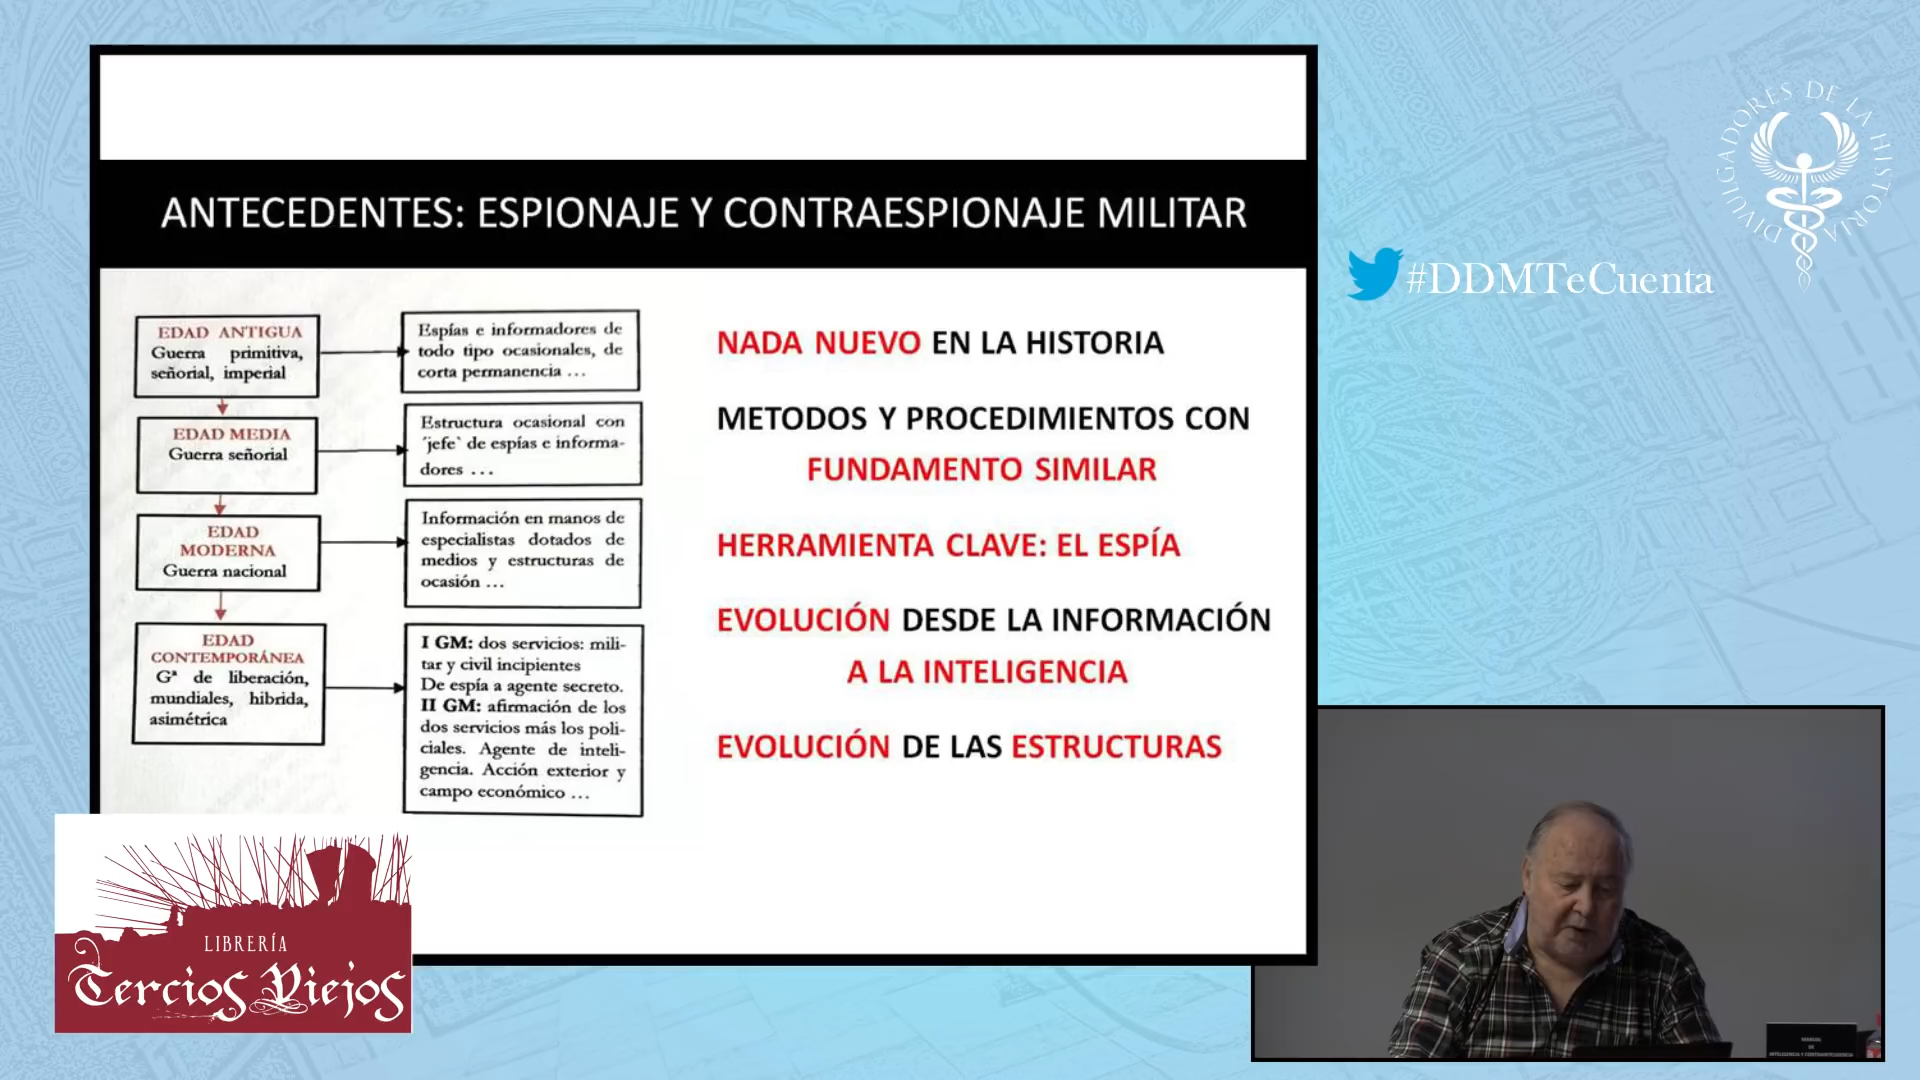 ANTECEDENTES: ESPIONAJE Y CONTRAESPIONAJE MILITAR
EDAD ANTIGUA
Guerra primitiva,
señorial, imperial
Espías e informadores de
todo tipo ocasionales, de
corta permanencia ...
EDAD MEDIA
Guerra señorial
Estructura ocasional con
´jefe` de espías e informa-
dores ...
EDAD
MODERNA
Guerra nacional
Información en manos de
especialistas dotados de
medios y estructuras de
ocasión ...
EDAD
CONTEMPORÁNEA
Gª de liberación,
mundiales, hibrida,
asimétrica
I GM: dos servicios: mili-
tar y civil incipientes
De espía a agente secreto.
II GM: afirmación de los
dos servicios más los poli-
ciales. Agente de inteli-
gencia. Acción exterior y
campo económico ...
NADA NUEVO EN LA HISTORIA
METODOS Y PROCEDIMIENTOS CON
FUNDAMENTO SIMILAR
HERRAMIENTA CLAVE: EL ESPÍA
EVOLUCIÓN DESDE LA INFORMACIÓN
A LA INTELIGENCIA
EVOLUCIÓN DE LAS ESTRUCTURAS
DIVULGADORES DE LA HISTORIA
#DDMTeCuenta
LIBRERÍA
Tercios Viejos
MANUAL
DE
INTELIGENCIA Y CONTRAINTELIGENCIA